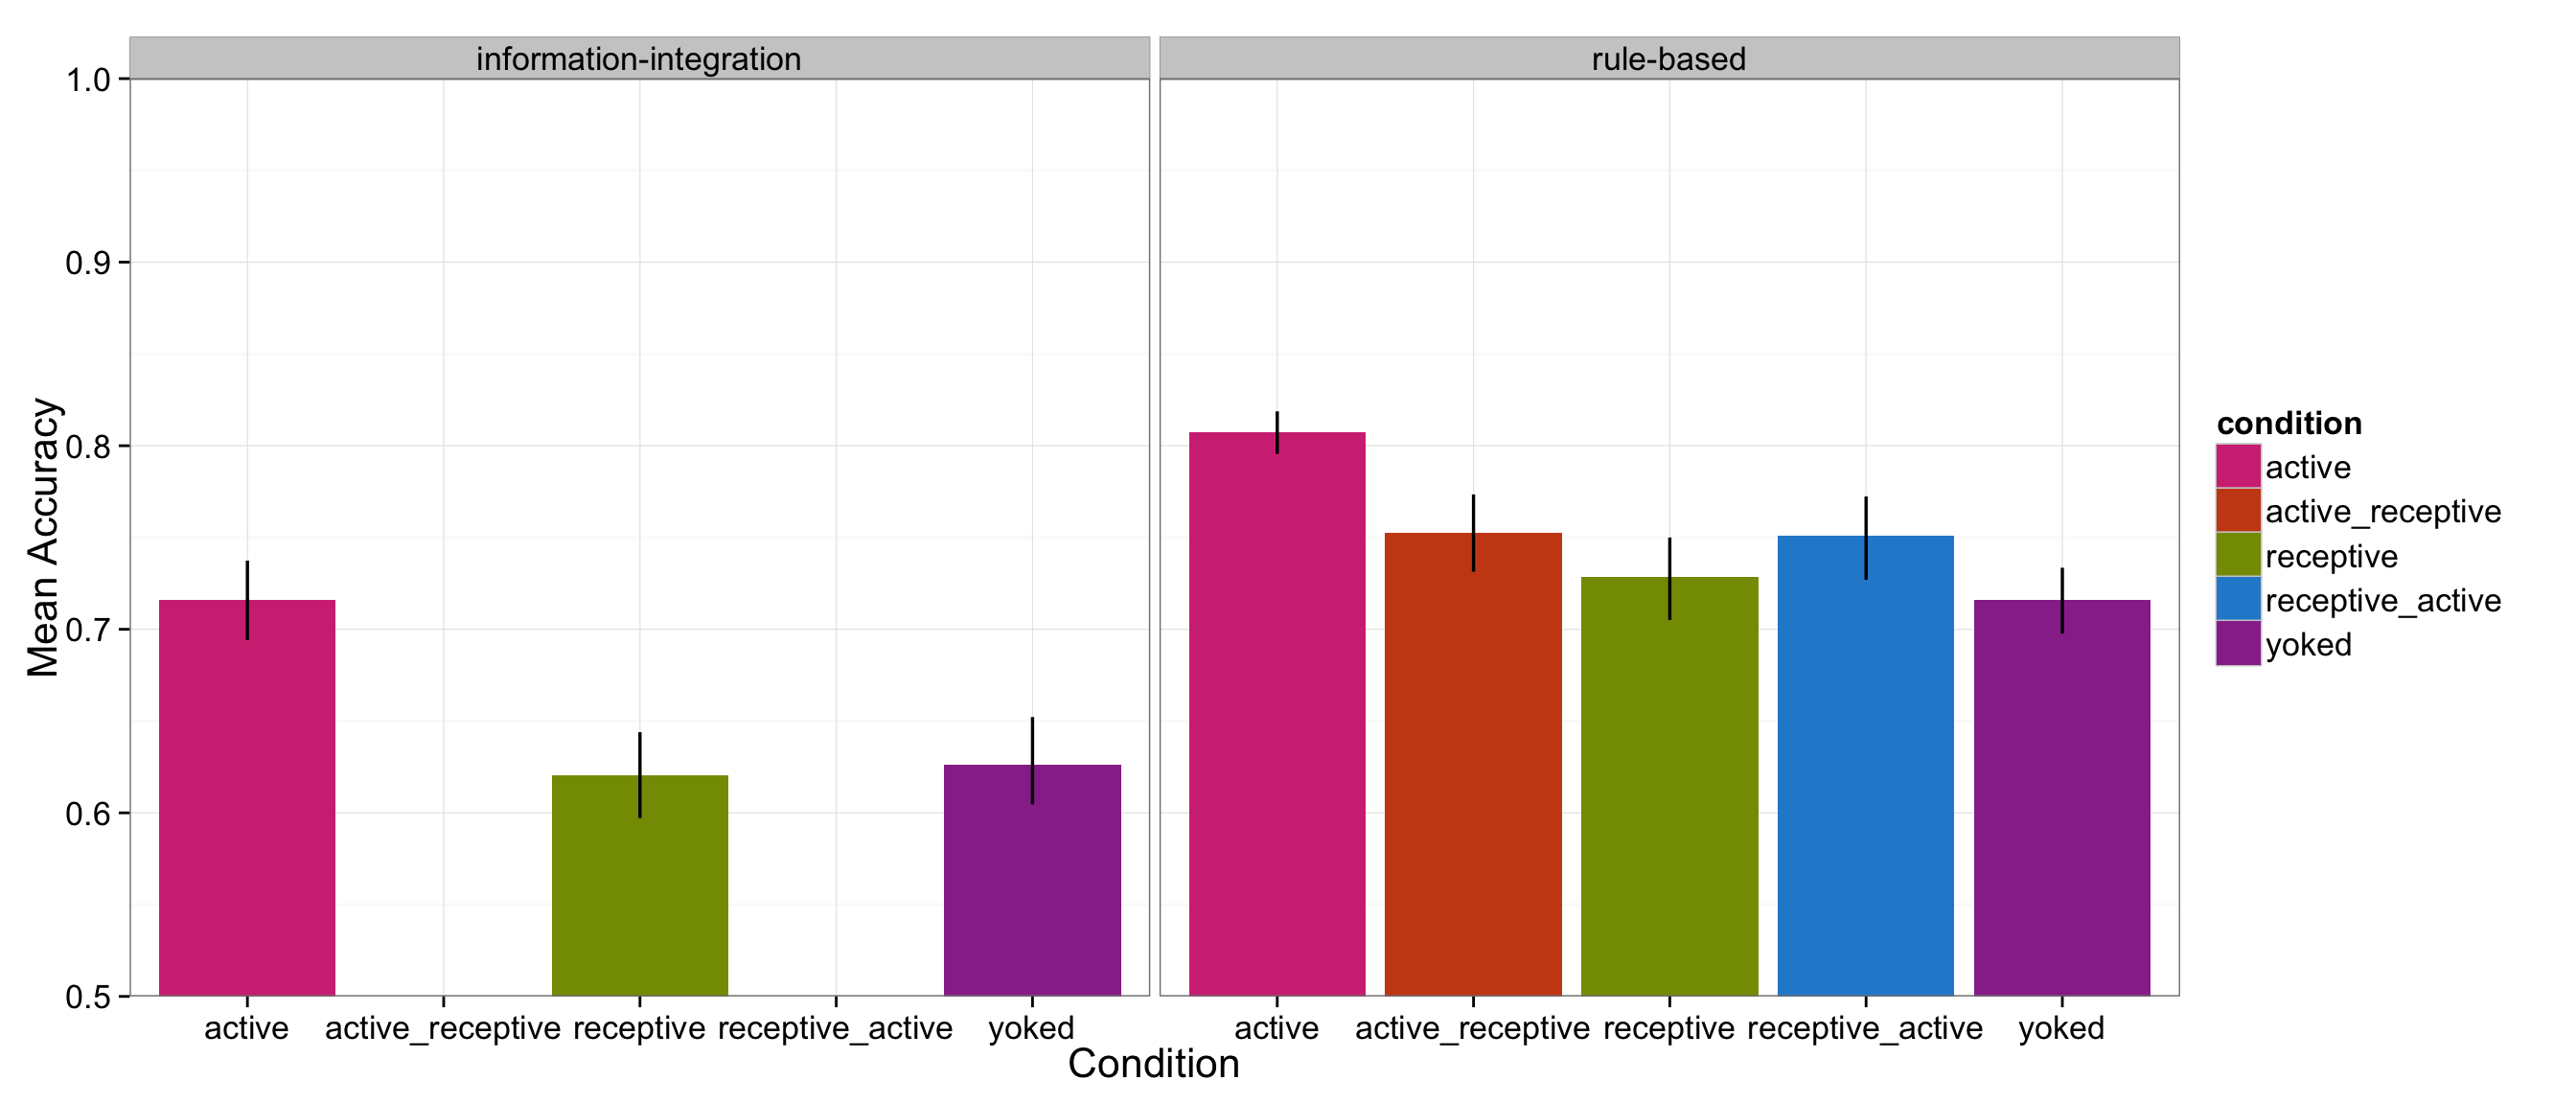 information-integration
rule-based
Mean Accuracy
1.0
0.9
0.8
0.7
0.6
0.5
active active_receptive receptive receptive_active yoked
active active_receptive receptive receptive_active yoked
Condition
condition
active
active_receptive
receptive
receptive_active
yoked